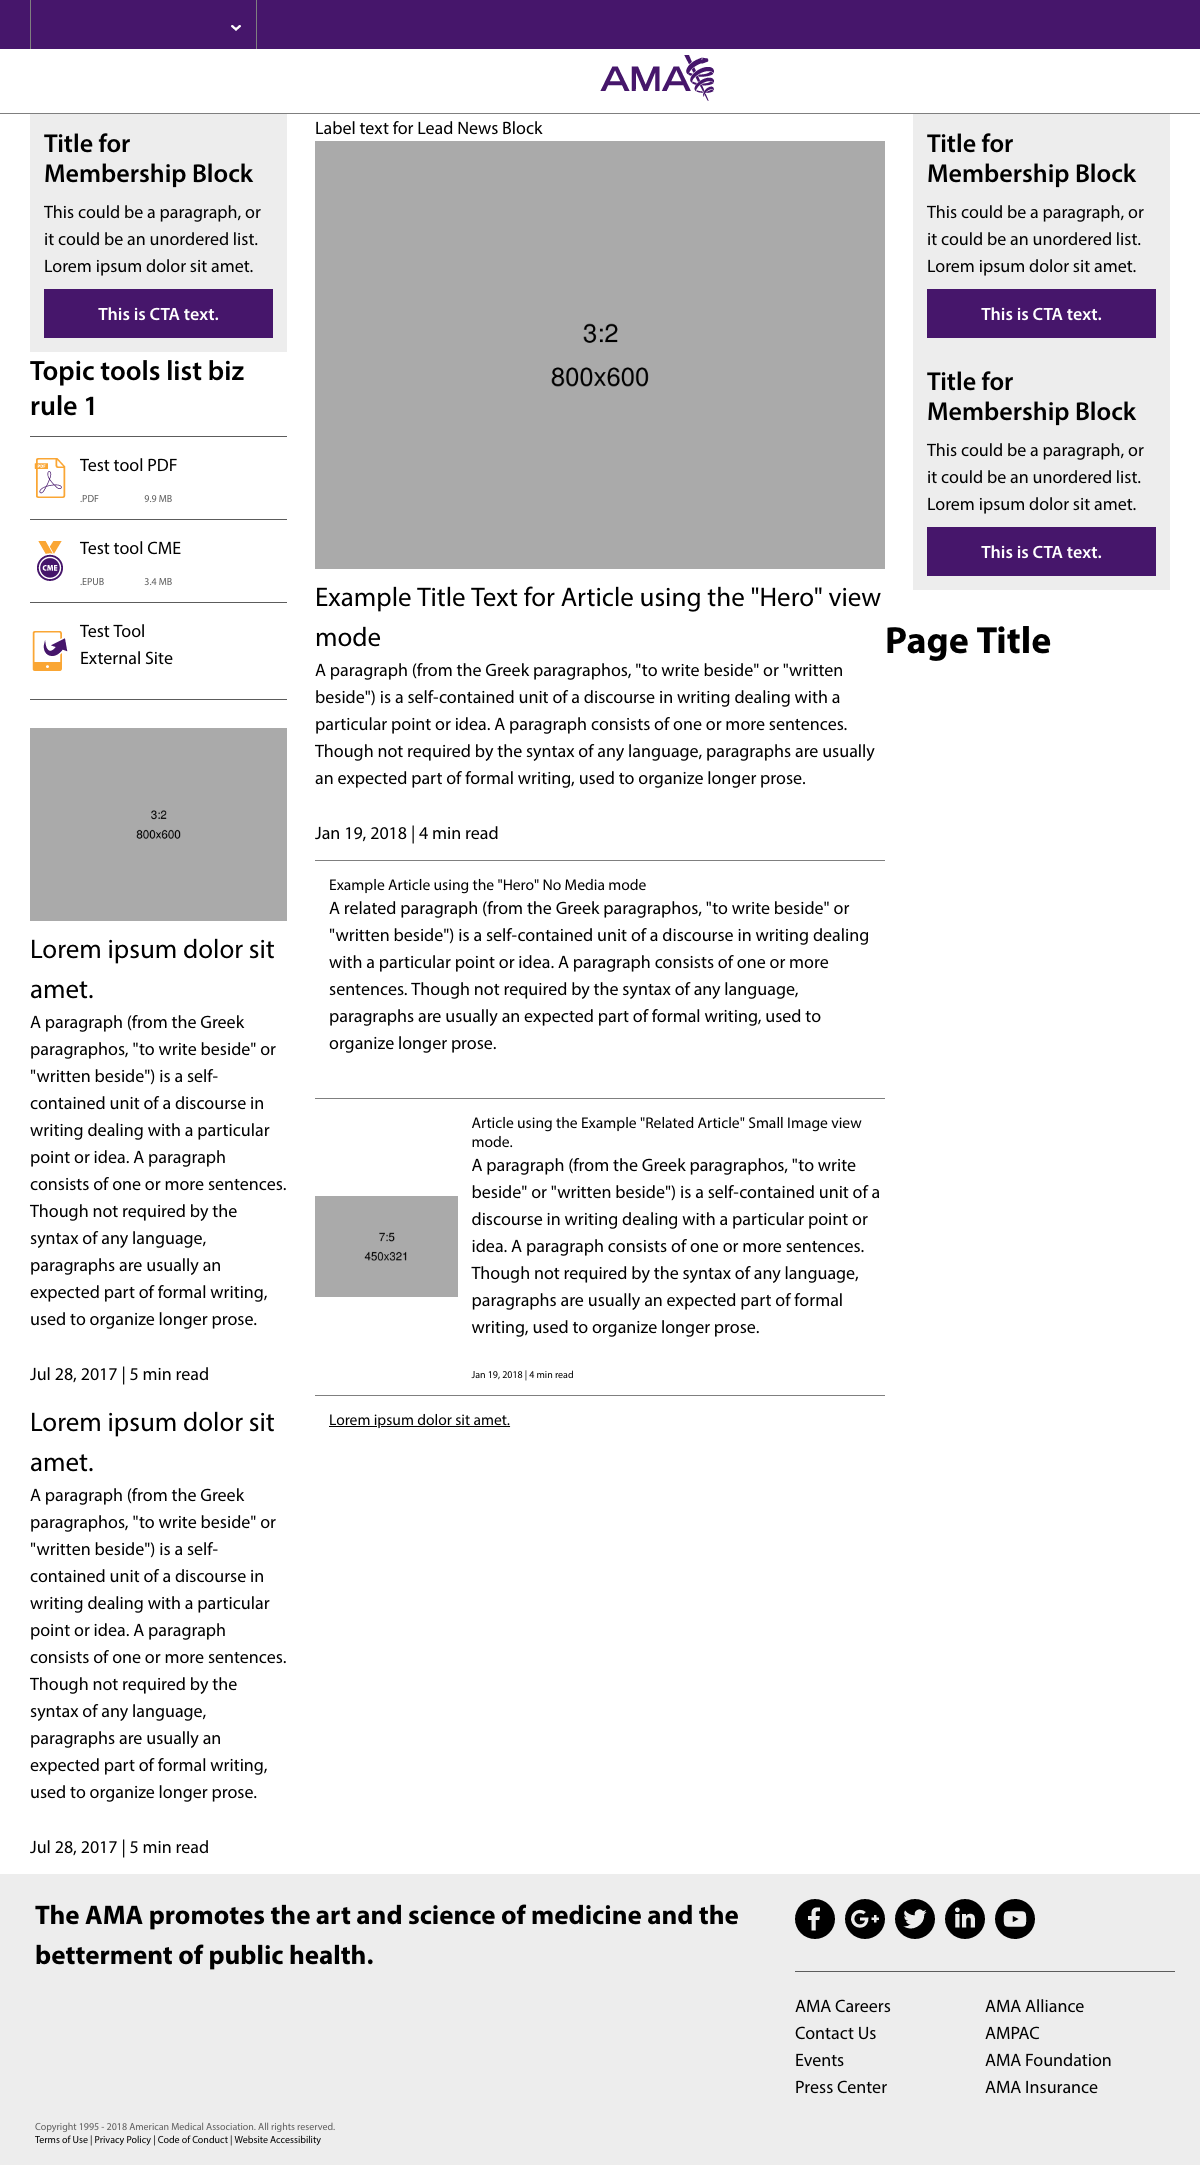 AMA
Title for
Membership Block
This could be a paragraph, or
it could be an unordered list.
Lorem ipsum dolor sit amet.
This is CTA text.
Topic tools list biz
rule 1
PDF
Test tool PDF
.PDF 9.9 MB
CME
Test tool CME
.EPUB 3.4 MB
Test Tool
External Site
3:2
800x600
Lorem ipsum dolor sit
amet.
A paragraph (from the Greek
paragraphos, "to write beside" or
"written beside") is a self-
contained unit of a discourse in
writing dealing with a particular
point or idea. A paragraph
consists of one or more sentences.
Though not required by the
syntax of any language,
paragraphs are usually an
expected part of formal writing,
used to organize longer prose.
Jul 28, 2017 | 5 min read
Lorem ipsum dolor sit
amet.
A paragraph (from the Greek
paragraphos, "to write beside" or
"written beside") is a self-
contained unit of a discourse in
writing dealing with a particular
point or idea. A paragraph
consists of one or more sentences.
Though not required by the
syntax of any language,
paragraphs are usually an
expected part of formal writing,
used to organize longer prose.
Jul 28, 2017 | 5 min read
Label text for Lead News Block
3:2
800x600
Example Title Text for Article using the "Hero" view
mode
A paragraph (from the Greek paragraphos, "to write beside" or "written
beside") is a self-contained unit of a discourse in writing dealing with a
particular point or idea. A paragraph consists of one or more sentences.
Though not required by the syntax of any language, paragraphs are usually
an expected part of formal writing, used to organize longer prose.
Jan 19, 2018 | 4 min read
Example Article using the "Hero" No Media mode
A related paragraph (from the Greek paragraphos, "to write beside" or
"written beside") is a self-contained unit of a discourse in writing dealing
with a particular point or idea. A paragraph consists of one or more
sentences. Though not required by the syntax of any language,
paragraphs are usually an expected part of formal writing, used to
organize longer prose.
7:5
450x321
Article using the Example "Related Article" Small Image view
mode.
A paragraph (from the Greek paragraphos, "to write
beside" or "written beside") is a self-contained unit of a
discourse in writing dealing with a particular point or
idea. A paragraph consists of one or more sentences.
Though not required by the syntax of any language,
paragraphs are usually an expected part of formal
writing, used to organize longer prose.
Jan 19, 2018 | 4 min read
Lorem ipsum dolor sit amet.
Title for
Membership Block
This could be a paragraph, or
it could be an unordered list.
Lorem ipsum dolor sit amet.
This is CTA text.
Title for
Membership Block
This could be a paragraph, or
it could be an unordered list.
Lorem ipsum dolor sit amet.
This is CTA text.
Page Title
The AMA promotes the art and science of medicine and the
betterment of public health.
AMA Careers
Contact Us
Events
Press Center
AMA Alliance
AMPAC
AMA Foundation
AMA Insurance
Copyright 1995 - 2018 American Medical Association. All rights reserved.
Terms of Use | Privacy Policy | Code of Conduct | Website Accessibility